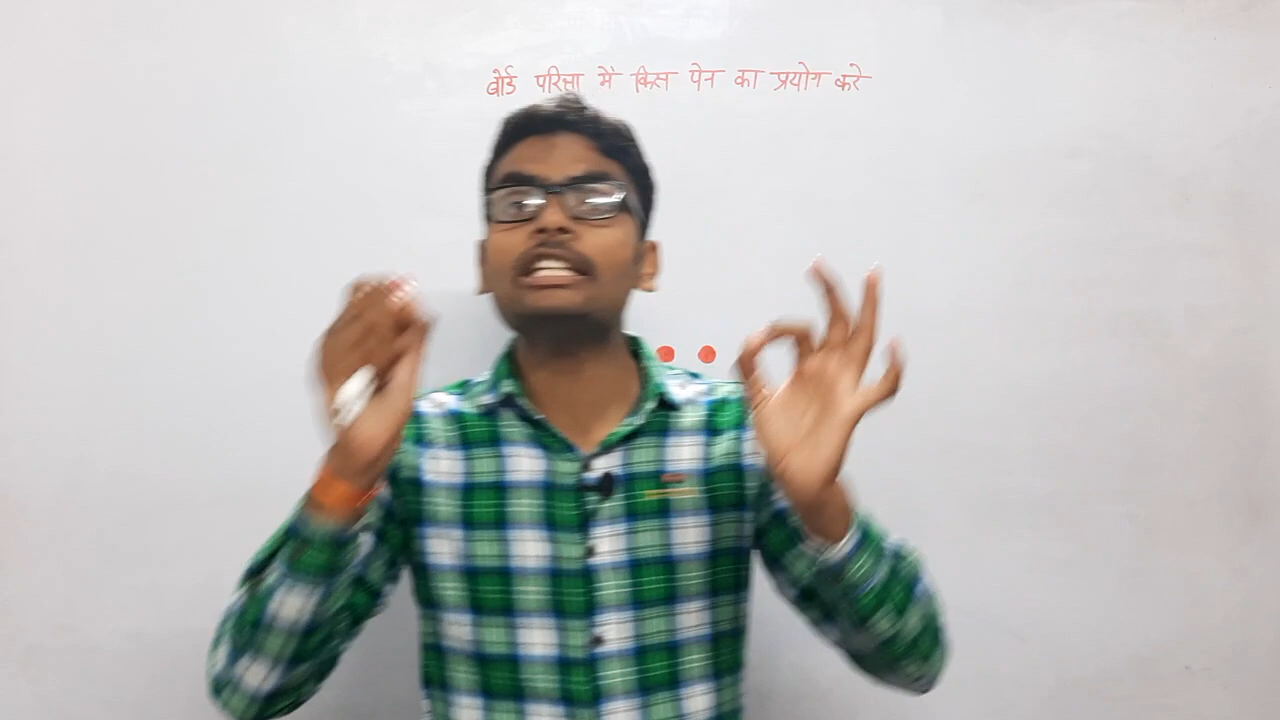 बोर्ड परिक्षा में किस पेन का प्रयोग करे